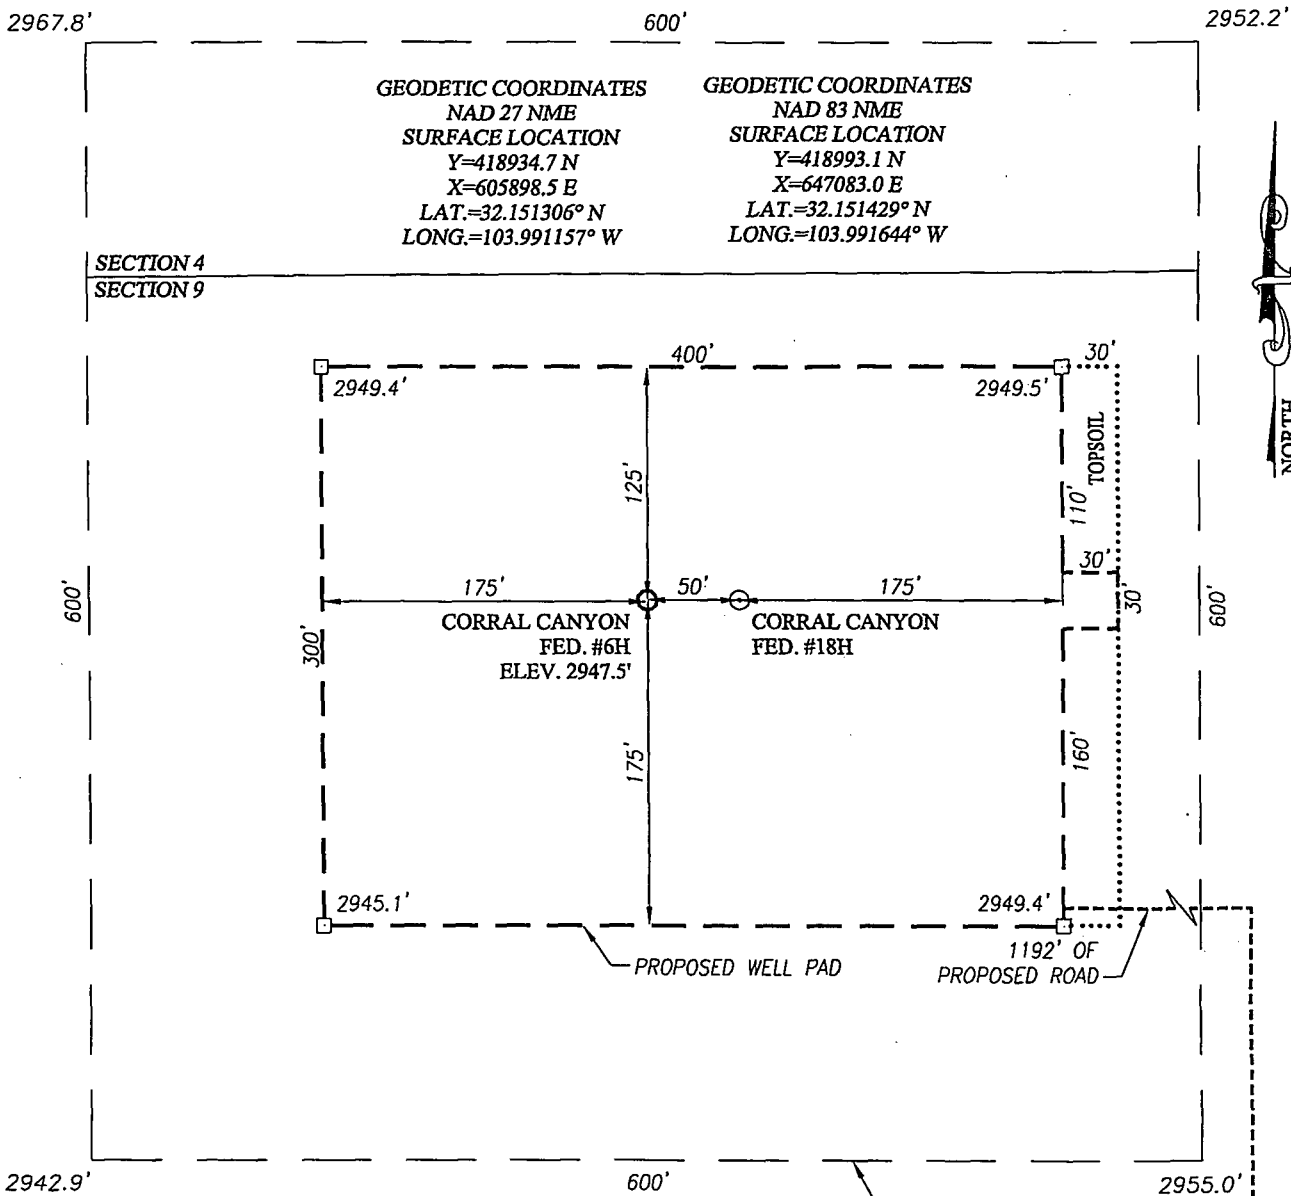 2967.8'
600'
2952.2'
GEODETIC COORDINATES
NAD 27 NME
SURFACE LOCATION
Y=418934.7 N
X=605898.5 E
LAT.=32.151306° N
LONG.=103.991157° W
GEODETIC COORDINATES
NAD 83 NME
SURFACE LOCATION
Y=418993.1 N
X=647083.0 E
LAT.=32.151429° N
LONG.=103.991644° W
SECTION 4
SECTION 9
NORTH
400'
30'
2949.4'
2949.5'
TOPSOIL
125'
110'
30'
175'
50'
175'
30'
600'
600'
300'
CORRAL CANYON
FED. #6H
ELEV. 2947.5'
CORRAL CANYON
FED. #18H
175'
160'
2945.1'
2949.4'
PROPOSED WELL PAD
1192' OF
PROPOSED ROAD
2942.9'
600'
2955.0'